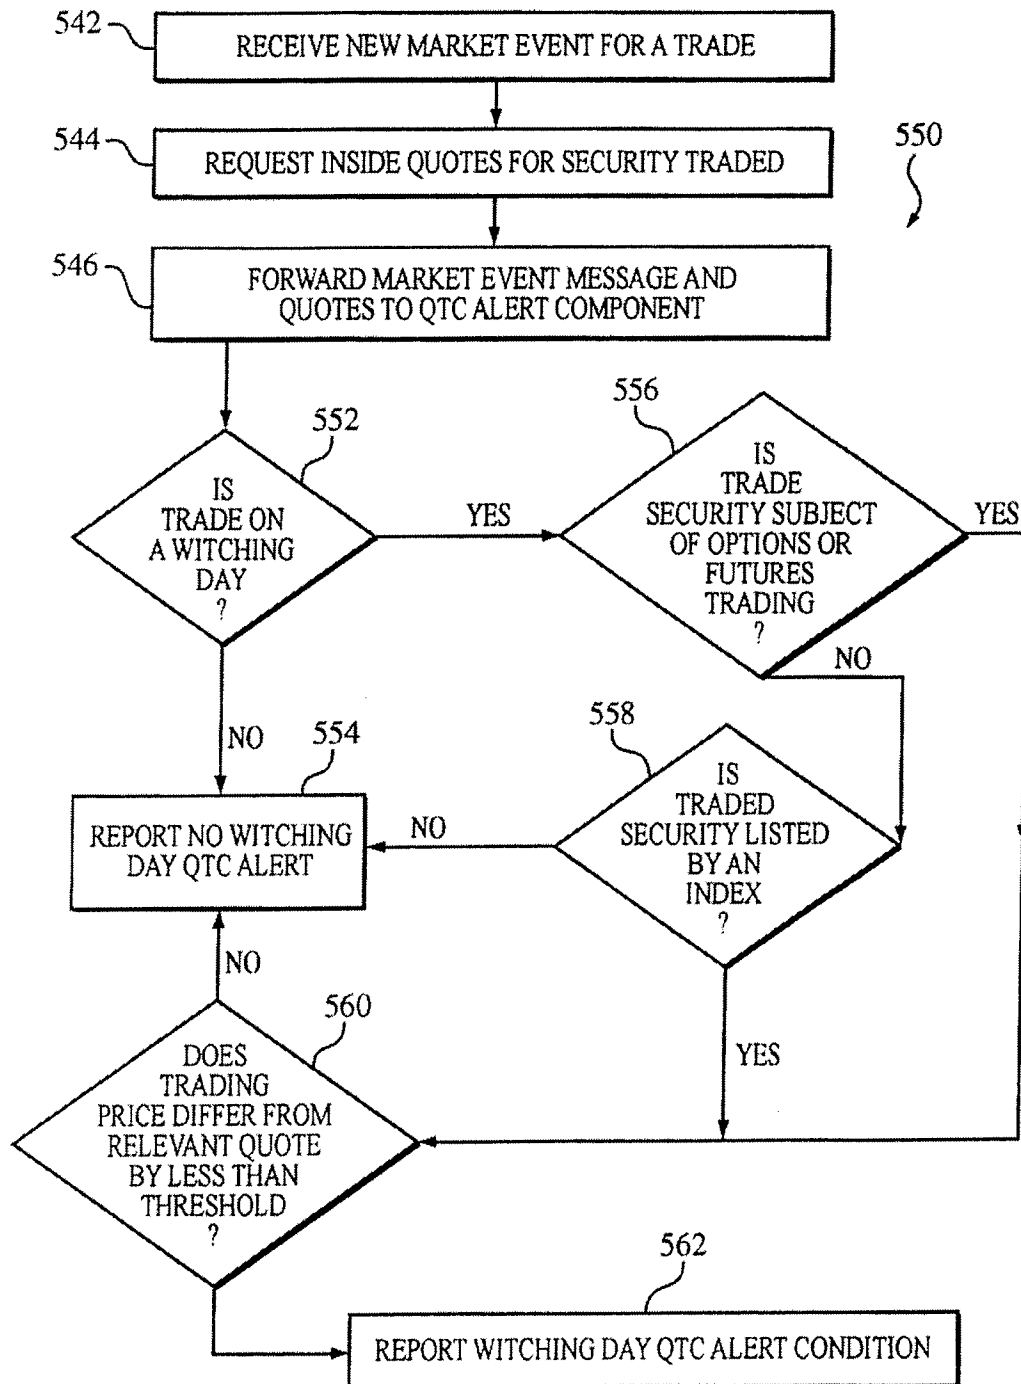 542
RECEIVE NEW MARKET EVENT FOR A TRADE
544
REQUEST INSIDE QUOTES FOR SECURITY TRADED
550
546
FORWARD MARKET EVENT MESSAGE AND
QUOTES TO QTC ALERT COMPONENT
552
IS
TRADE ON
A WITCHING
DAY
?
YES
556
IS
TRADE
SECURITY SUBJECT
OF OPTIONS OR
FUTURES
TRADING
?
YES
NO
NO
554
REPORT NO WITCHING
DAY QTC ALERT
NO
558
IS
TRADED
SECURITY LISTED
BY AN
INDEX
?
YES
NO
560
DOES
TRADING
PRICE DIFFER FROM
RELEVANT QUOTE
BY LESS THAN
THRESHOLD
?
562
REPORT WITCHING DAY QTC ALERT CONDITION